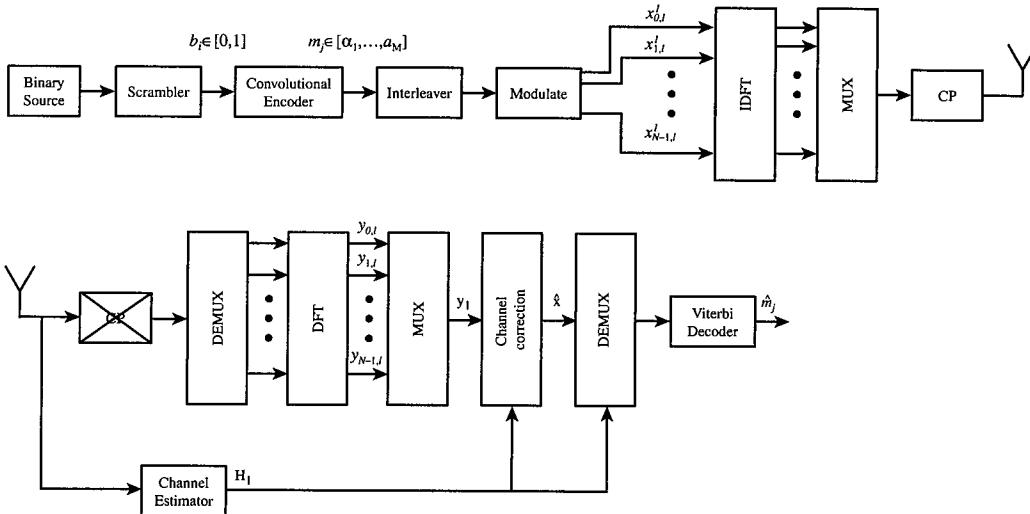 b_i∈[0,1]
m_j∈[α_1,…,a_M]
Binary
Source
Scrambler
Convolutional
Encoder
Interleaver
Modulate
x^l_{0,l}
x^l_{1,l}
x^l_{N−1,l}
IDFT
MUX
CP
CP
DEMUX
DFT
y_{0,l}
y_{1,l}
y_{N−1,l}
MUX
y_l
Channel
correction
x̂
DEMUX
Viterbi
Decoder
m̂_j
Channel
Estimator
H_l